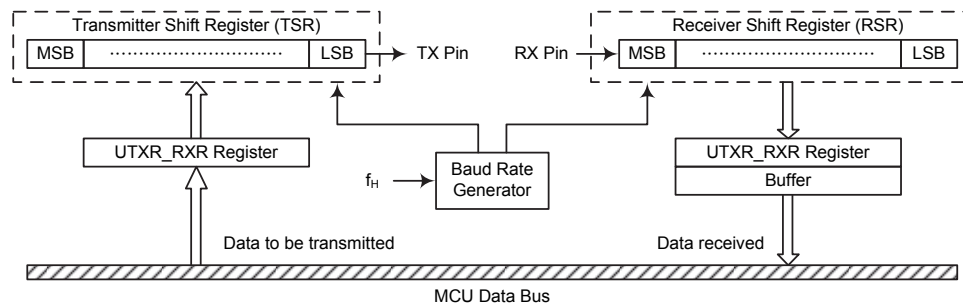 Transmitter Shift Register (TSR)
Receiver Shift Register (RSR)
MSB ........................... LSB
TX Pin
RX Pin
MSB ........................... LSB
UTXR_RXR Register
Baud Rate
Generator
fH
UTXR_RXR Register
Buffer
Data to be transmitted
Data received
MCU Data Bus